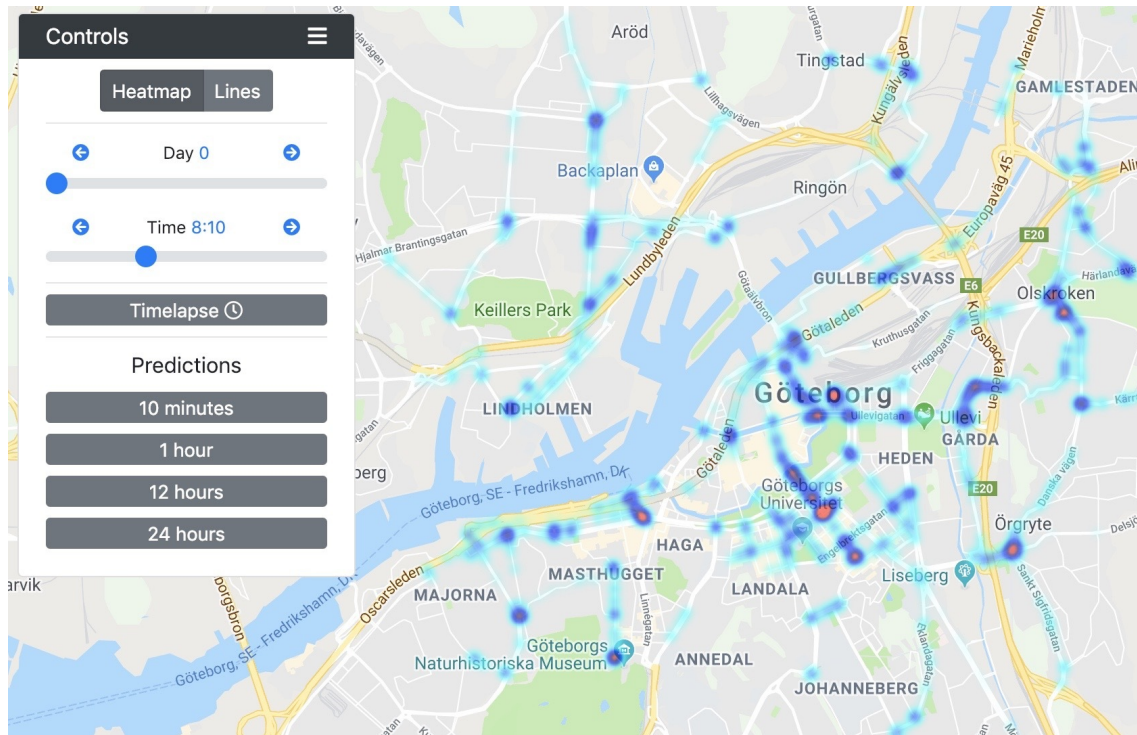 Controls
Heatmap
Lines
Day 0
Time 8:10
Timelapse
Predictions
10 minutes
1 hour
12 hours
24 hours
Aröd
Tingstad
Kungälvsleden
GAMLESTADEN
Lillhagsvägen
Backaplan
Ringön
Europaväg 45
E20
Hjalmar Brantingsgatan
Lundbyleden
GULLBERGSVASS
E6
Härlandava
Olskroken
Keillers Park
Götaälvbron
Götaleden
Kruthusgatan
Friggagatan
Kungsbackaleden
Göteborg
LINDHOLMEN
Ullevigatan
Ullevi
GÅRDA
HEDEN
Götaleden
Danska vägen
berg
Göteborg, SE - Fredrikshamn, DK
Göteborgs
Universitet
E20
Engelbrektsgatan
Örgryte
Delsjö
HAGA
MASTHUGGET
LANDALA
Liseberg
arvik
borgsbron
Oscarsleden
MAJORNA
Linnégatan
Sankt Sigfridsgatan
Göteborgs
Naturhistoriska Museum
Göteborg, SE - Fredrikshamn, DK
ANNEDAL
Eklandagatan
JOHANNEBERG